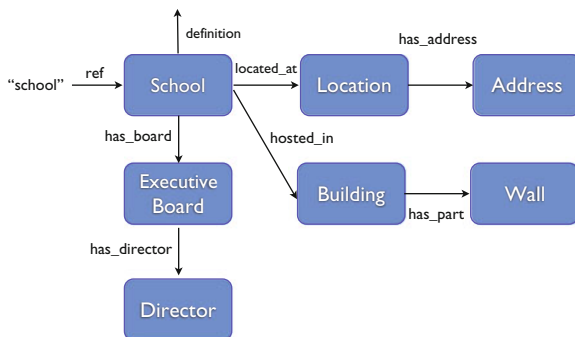 definition
has_address
"school"
ref
School
located_at
Location
Address
has_board
hosted_in
Executive
Board
Building
has_part
Wall
has_director
Director